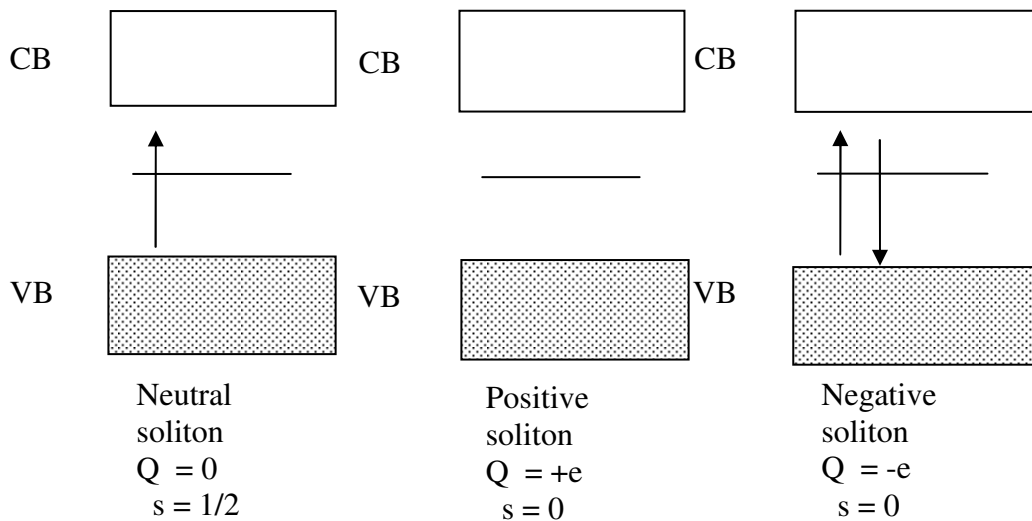 CB
CB
CB
VB
VB
VB
Neutral
soliton
Q = 0
s = 1/2
Positive
soliton
Q = +e
s = 0
Negative
soliton
Q = -e
s = 0